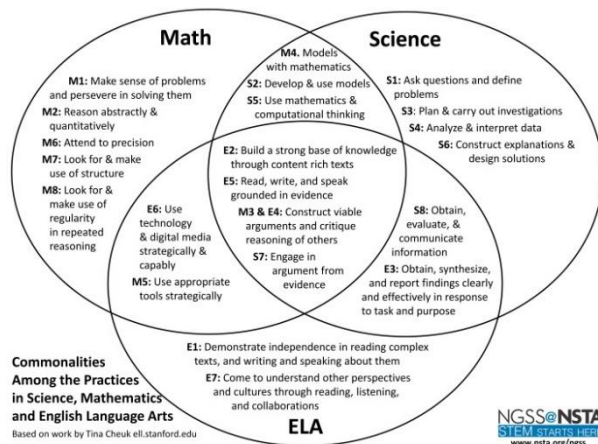 Math
Science
M1: Make sense of problems
and persevere in solving them
M2: Reason abstractly &
quantitatively
M6: Attend to precision
M7: Look for & make
use of structure
M8: Look for &
make use of
regularity
in repeated
reasoning
M4. Models
with mathematics
S2: Develop & use models
S5: Use mathematics &
computational thinking
S1: Ask questions and define
problems
S3: Plan & carry out investigations
S4: Analyze & interpret data
S6: Construct explanations &
design solutions
E2: Build a strong base of knowledge
through content rich texts
E5: Read, write, and speak
grounded in evidence
M3 & E4: Construct viable
arguments and critique
reasoning of others
S7: Engage in
argument from
evidence
E6: Use
technology
& digital media
strategically &
capably
M5: Use appropriate
tools strategically
S8: Obtain,
evaluate, &
communicate
information
E3: Obtain, synthesize,
and report findings clearly
and effectively in response
to task and purpose
E1: Demonstrate independence in reading complex
texts, and writing and speaking about them
E7: Come to understand other perspectives
and cultures through reading, listening,
and collaborations
ELA
Commonalities
Among the Practices
in Science, Mathematics
and English Language Arts
Based on work by Tina Cheuk ell.stanford.edu
NGSS@NSTA
STEM STARTS HERE
www.nsta.org/ngss